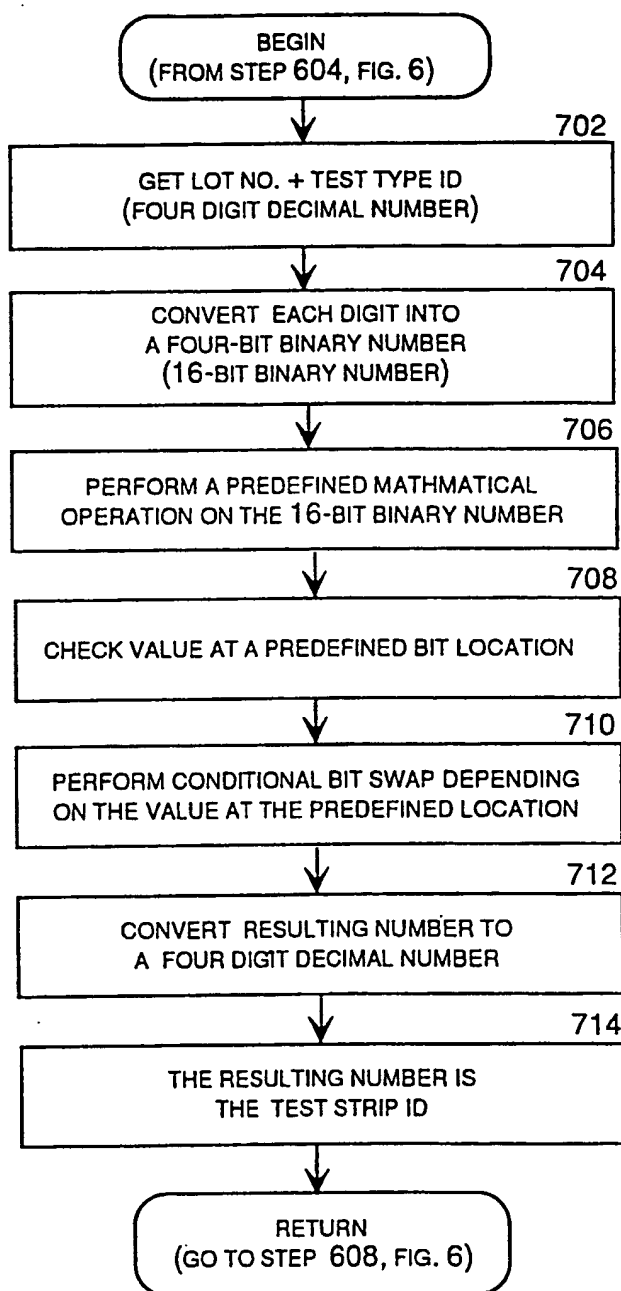 BEGIN
(FROM STEP 604, FIG. 6)
702
GET LOT NO. + TEST TYPE ID
(FOUR DIGIT DECIMAL NUMBER)
704
CONVERT EACH DIGIT INTO
A FOUR-BIT BINARY NUMBER
(16-BIT BINARY NUMBER)
706
PERFORM A PREDEFINED MATHMATICAL
OPERATION ON THE 16-BIT BINARY NUMBER
708
CHECK VALUE AT A PREDEFINED BIT LOCATION
710
PERFORM CONDITIONAL BIT SWAP DEPENDING
ON THE VALUE AT THE PREDEFINED LOCATION
712
CONVERT RESULTING NUMBER TO
A FOUR DIGIT DECIMAL NUMBER
714
THE RESULTING NUMBER IS
THE TEST STRIP ID
RETURN
(GO TO STEP 608, FIG. 6)